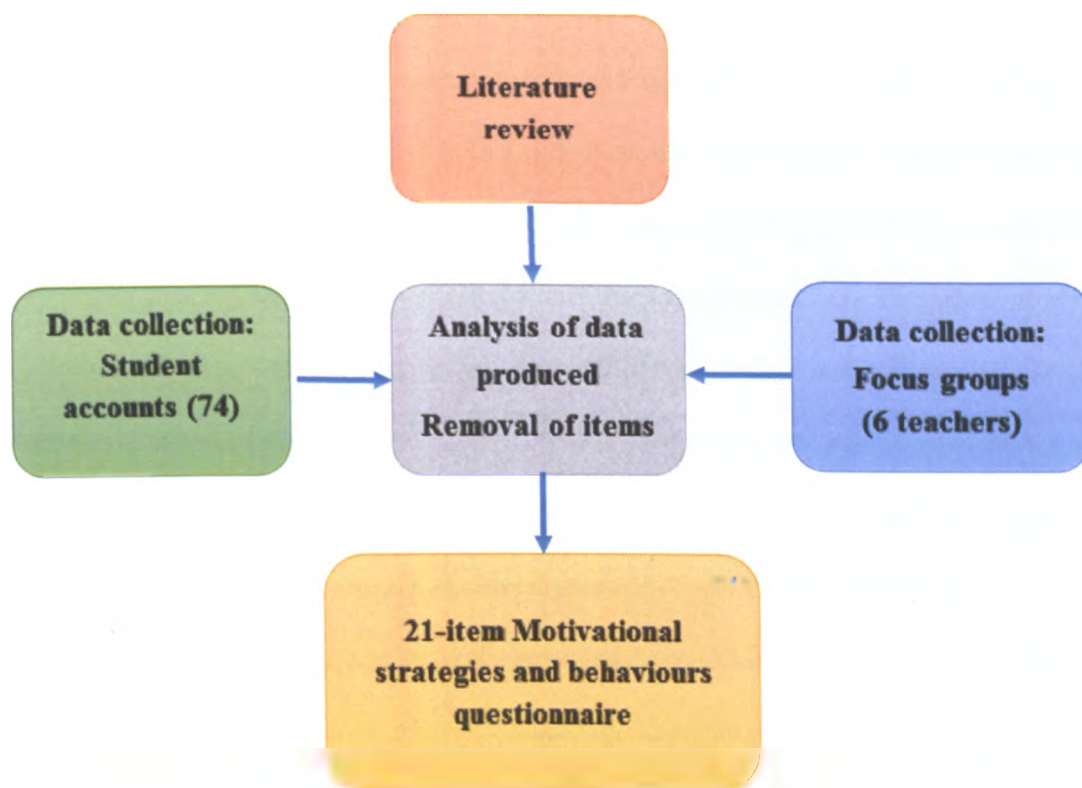 Literature
review
Data collection:
Student
accounts (74)
Analysis of data
produced
Removal of items
Data collection:
Focus groups
(6 teachers)
21-item Motivational
strategies and behaviours
questionnaire